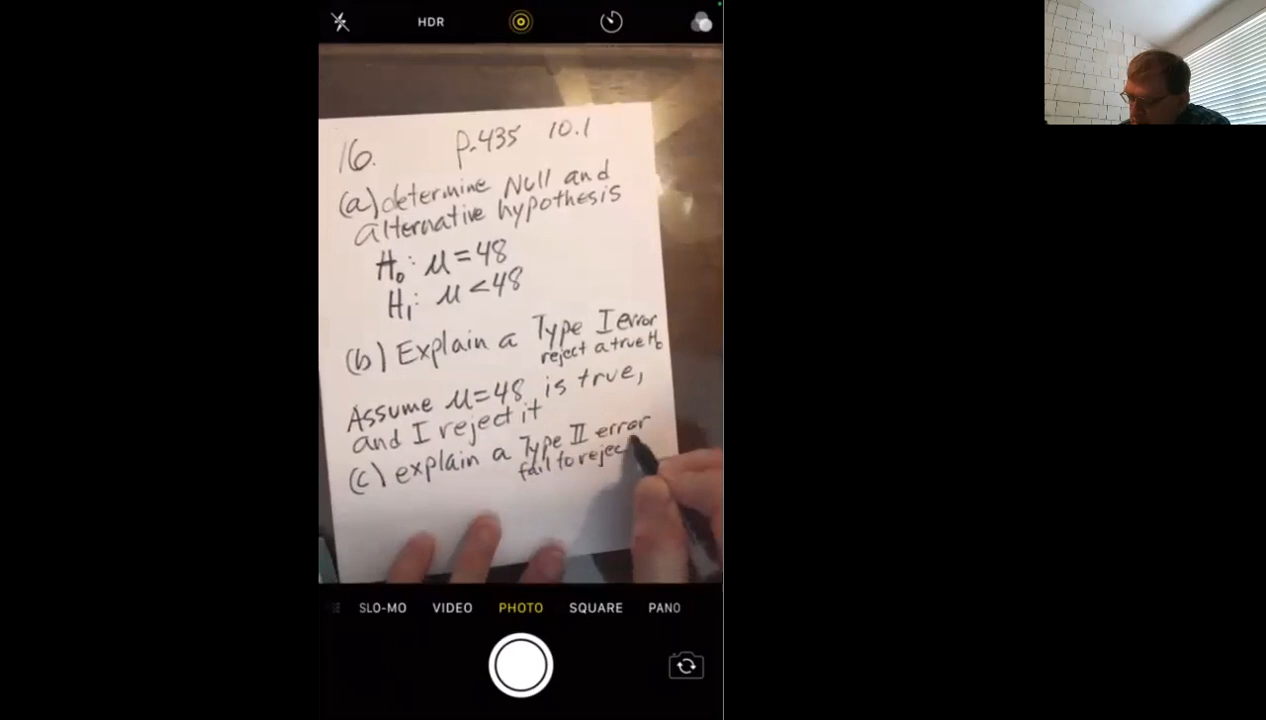 HDR
16. p.435 10.1
(a) determine Null and
alternative hypothesis
H₀: μ = 48
H₁: μ < 48
(b) Explain a Type I error
reject a true H₀
Assume μ = 48 is true,
and I reject it
(c) explain a Type II error
fail to rejec
SLO-MO VIDEO PHOTO SQUARE PANO